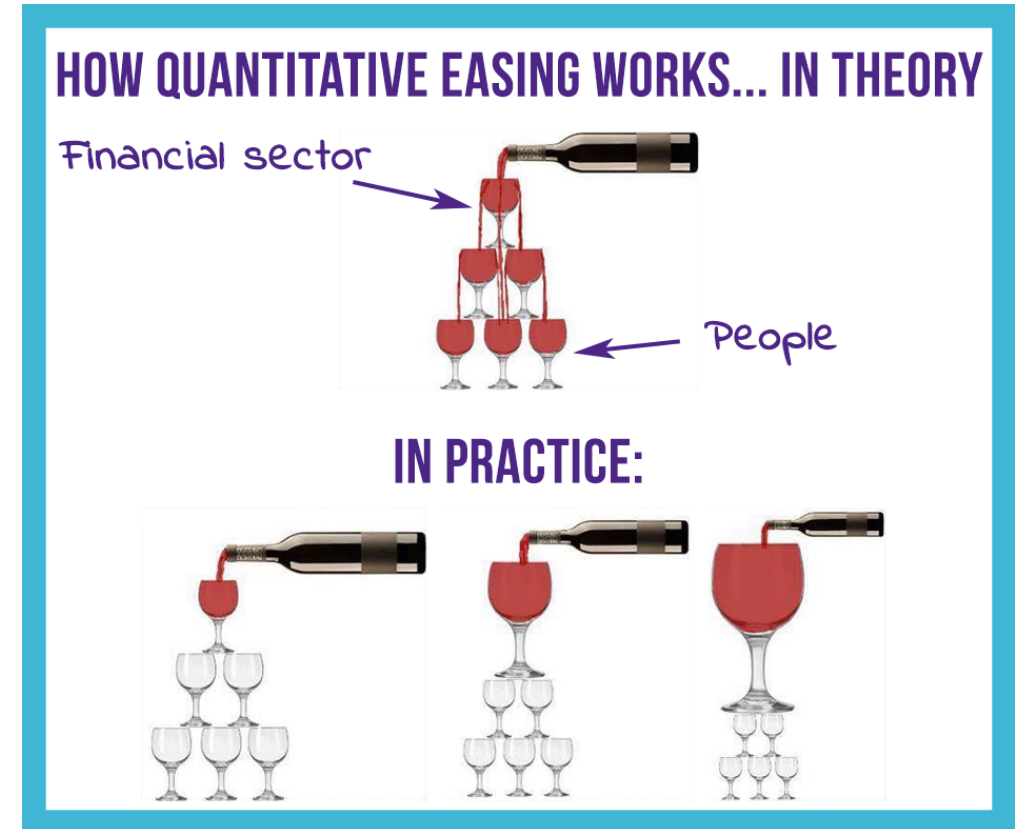 HOW QUANTITATIVE EASING WORKS... IN THEORY
Financial sector
People
IN PRACTICE: